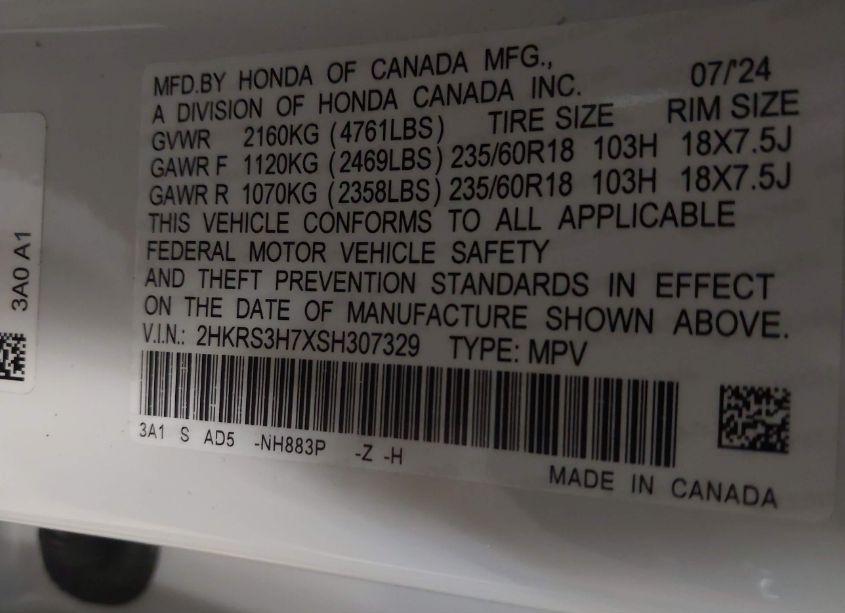 MFD.BY HONDA OF CANADA MFG., 07/'24
A DIVISION OF HONDA CANADA INC.
GVWR 2160KG (4761LBS) TIRE SIZE RIM SIZE
GAWR F 1120KG (2469LBS) 235/60R18 103H 18X7.5J
GAWR R 1070KG (2358LBS) 235/60R18 103H 18X7.5J
THIS VEHICLE CONFORMS TO ALL APPLICABLE
FEDERAL MOTOR VEHICLE SAFETY
AND THEFT PREVENTION STANDARDS IN EFFECT
ON THE DATE OF MANUFACTURE SHOWN ABOVE.
V.I.N.: 2HKRS3H7XSH307329 TYPE: MPV
3A1 S AD5 -NH883P -Z -H
MADE IN CANADA
3A0 A1